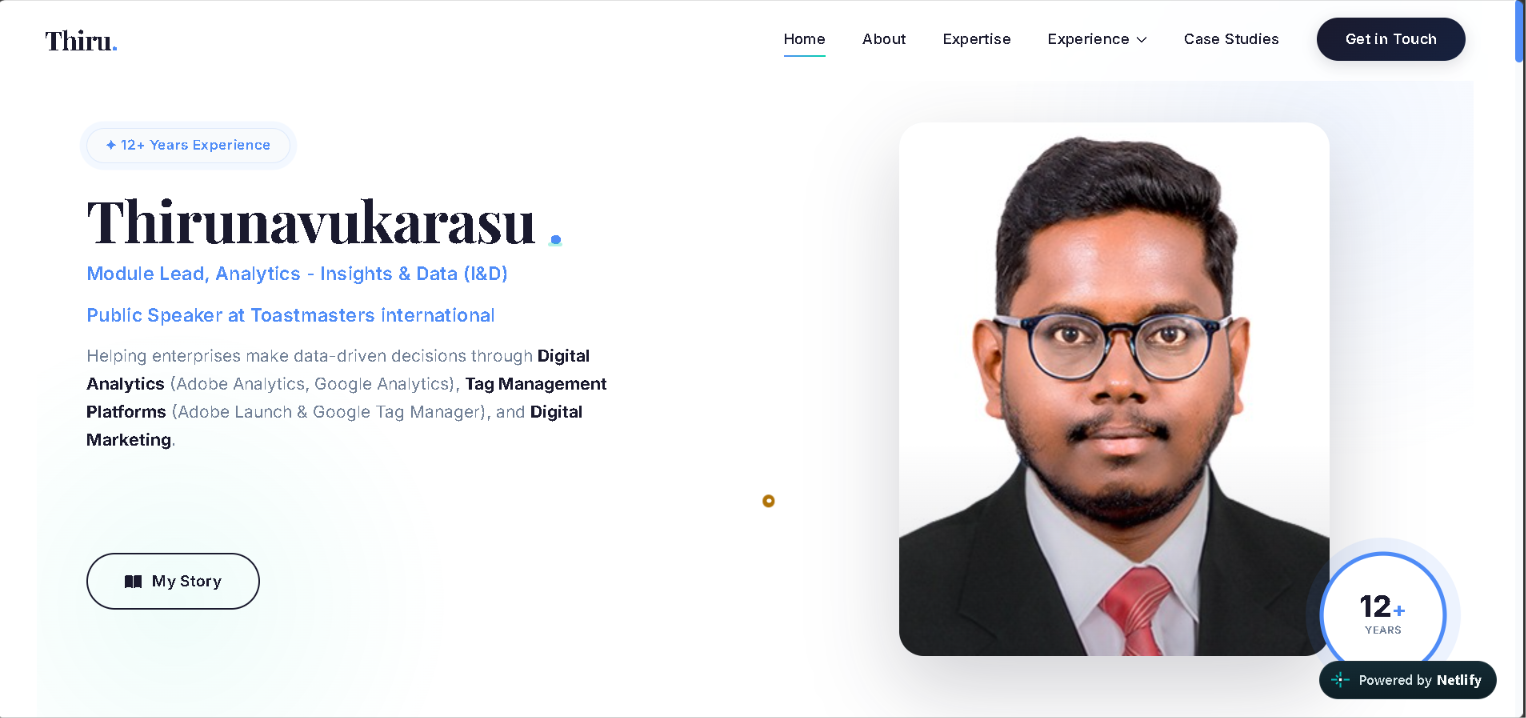 Thiru.
Home
About
Expertise
Experience
Case Studies
Get in Touch
✦ 12+ Years Experience
Thirunavukarasu .
Module Lead, Analytics - Insights & Data (I&D)
Public Speaker at Toastmasters international
Helping enterprises make data-driven decisions through Digital
Analytics (Adobe Analytics, Google Analytics), Tag Management
Platforms (Adobe Launch & Google Tag Manager), and Digital
Marketing.
My Story
12+
YEARS
Powered by Netlify